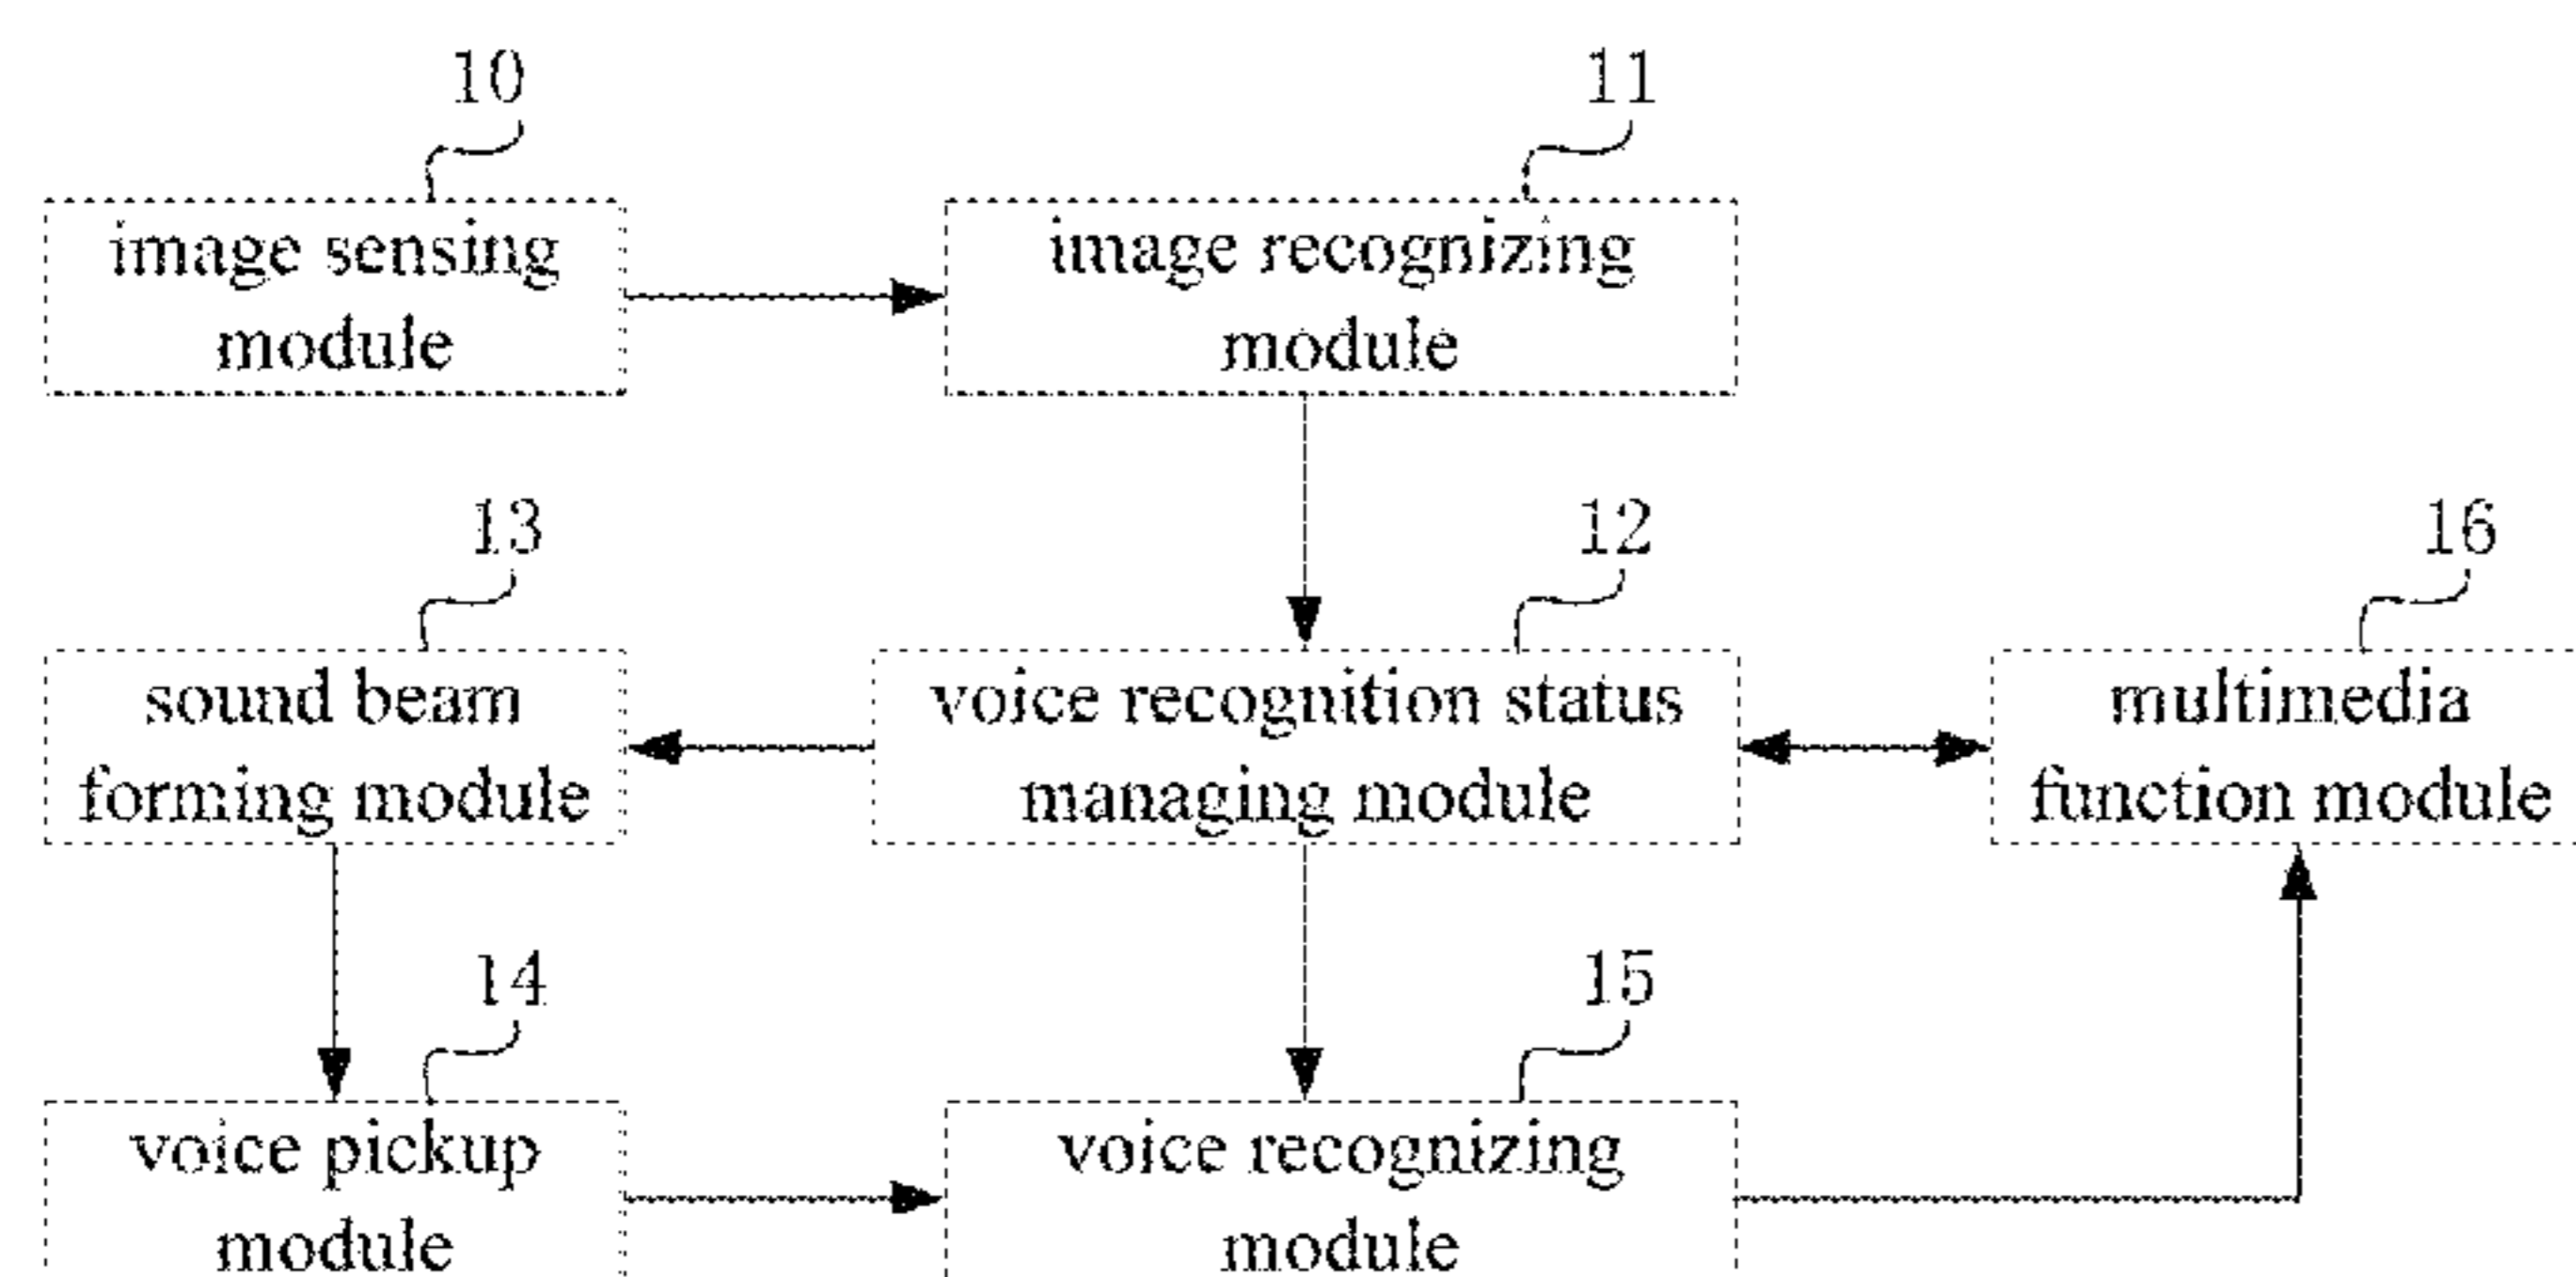 10
11
image sensing
module
image recognizing
module
13
12
16
sound beam
forming module
voice recognition status
managing module
multimedia
function module
14
15
voice pickup
module
voice recognizing
module